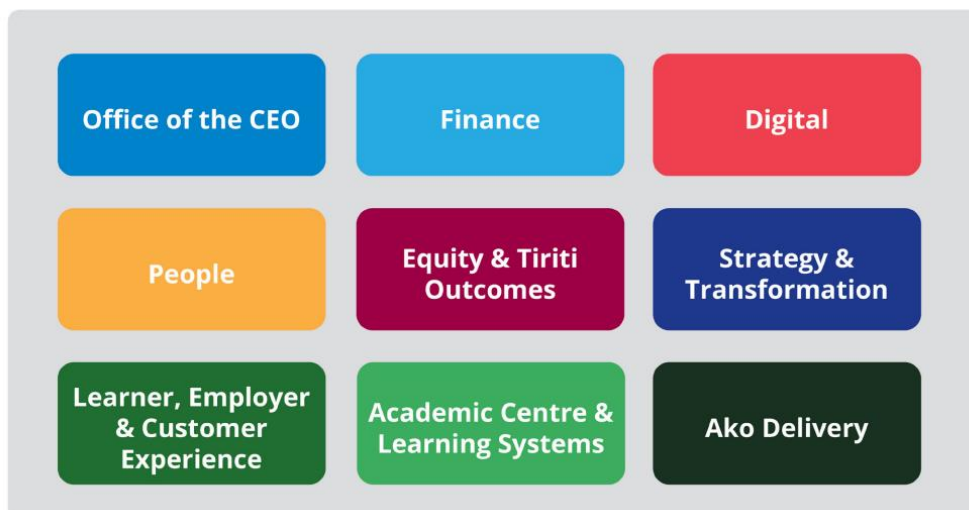 Office of the CEO
Finance
Digital
People
Equity & Tiriti
Outcomes
Strategy &
Transformation
Learner, Employer
& Customer
Experience
Academic Centre &
Learning Systems
Ako Delivery